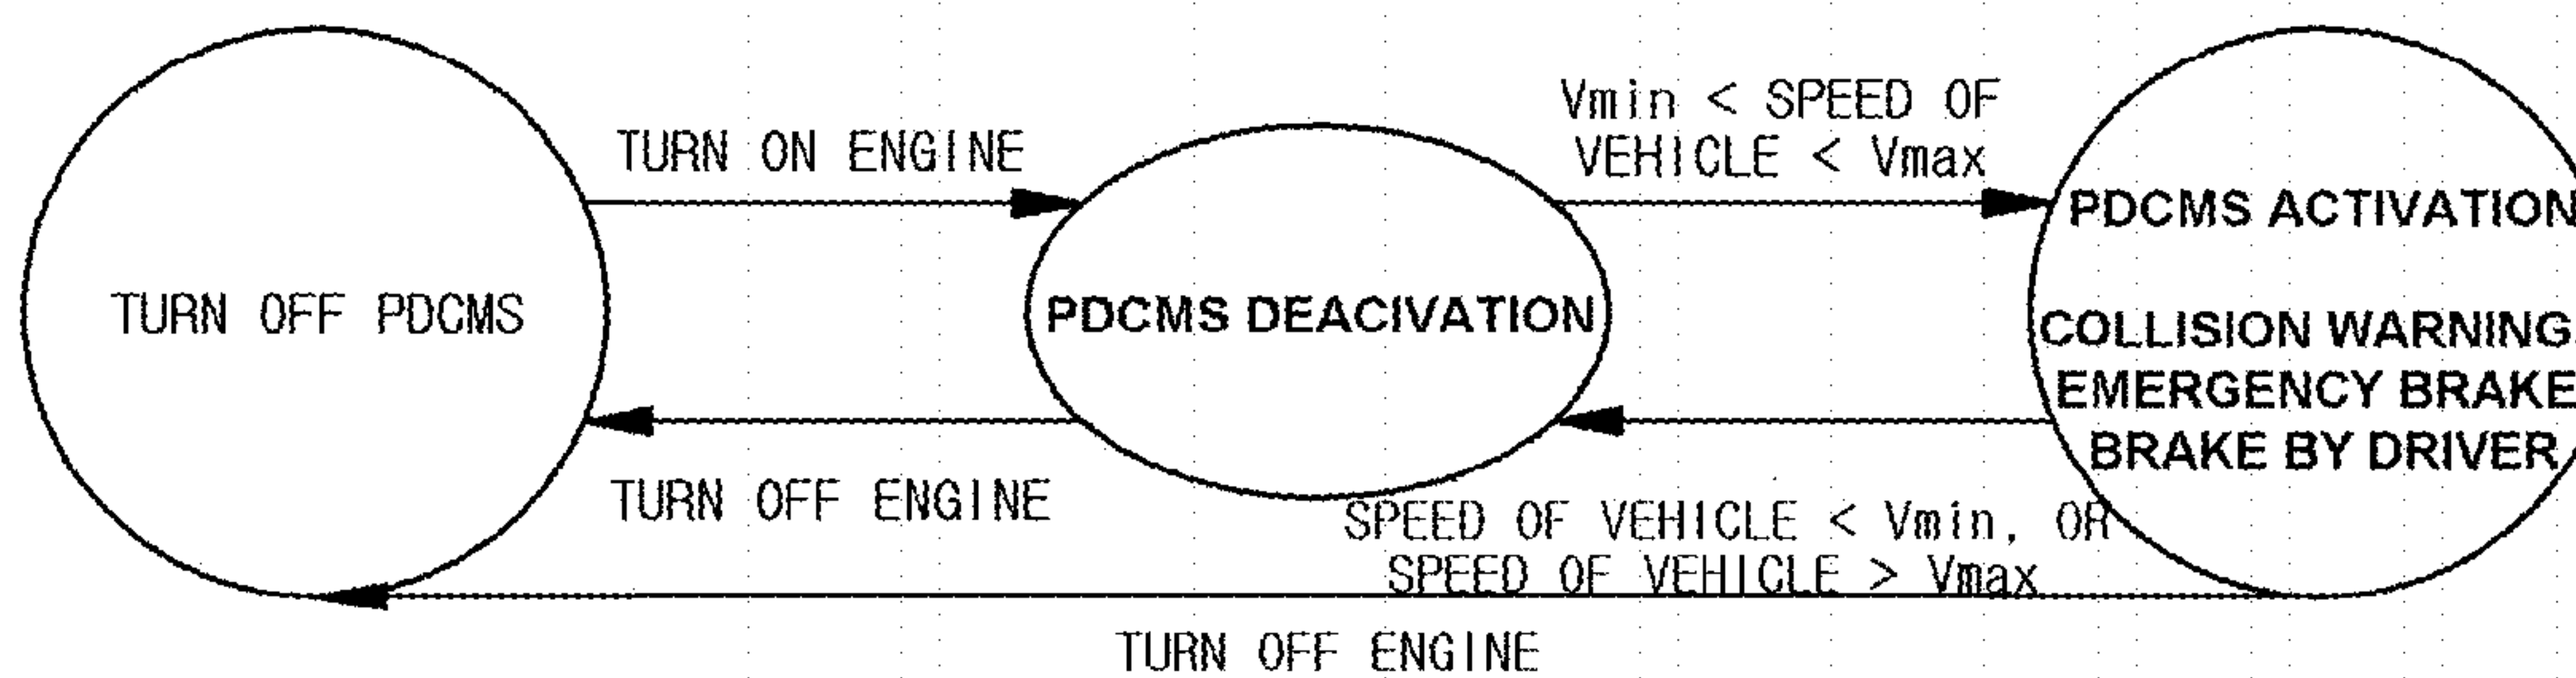 TURN OFF PDCMS
TURN ON ENGINE
TURN OFF ENGINE
PDCMS DEACIVATION
Vmin < SPEED OF
VEHICLE < Vmax
SPEED OF VEHICLE < Vmin, OR
SPEED OF VEHICLE > Vmax
PDCMS ACTIVATION
COLLISION WARNING,
EMERGENCY BRAKE
BRAKE BY DRIVER
TURN OFF ENGINE